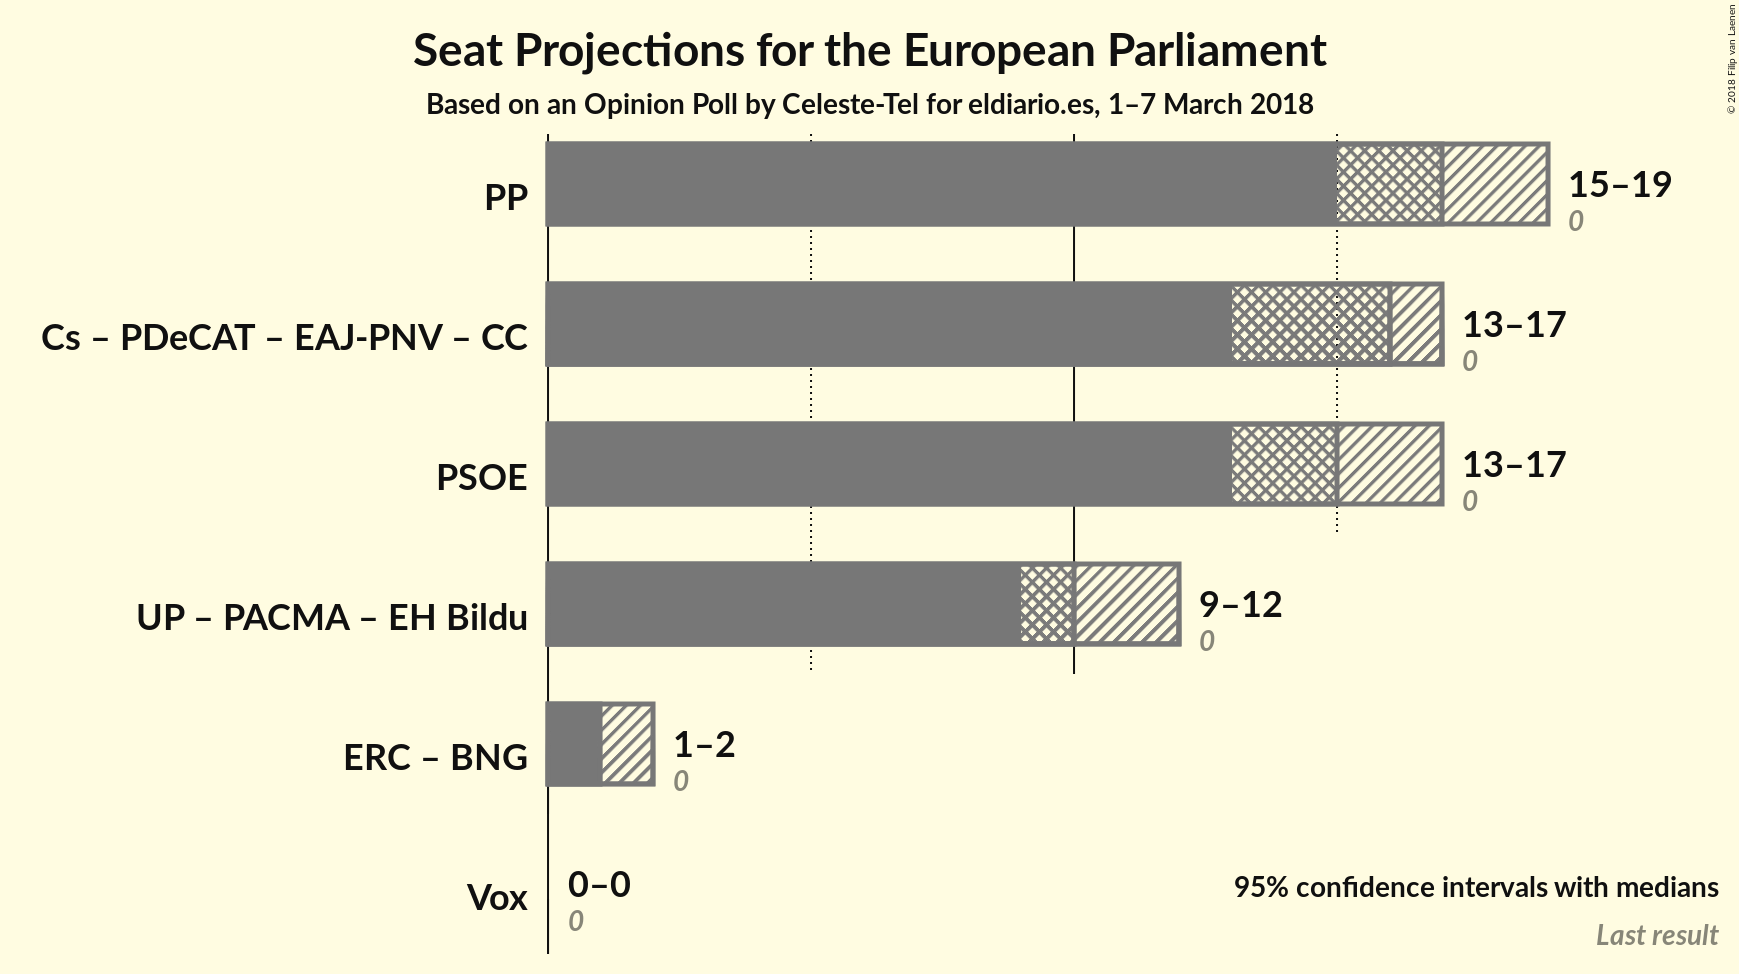 Seat Projections for the European Parliament
Based on an Opinion Poll by Celeste-Tel for eldiario.es, 1–7 March 2018
© 2018 Filip van Laenen
PP
15–19
0
Cs – PDeCAT – EAJ-PNV – CC
13–17
0
PSOE
13–17
0
UP – PACMA – EH Bildu
9–12
0
ERC – BNG
1–2
0
Vox
0–0
0
95% confidence intervals with medians
Last result